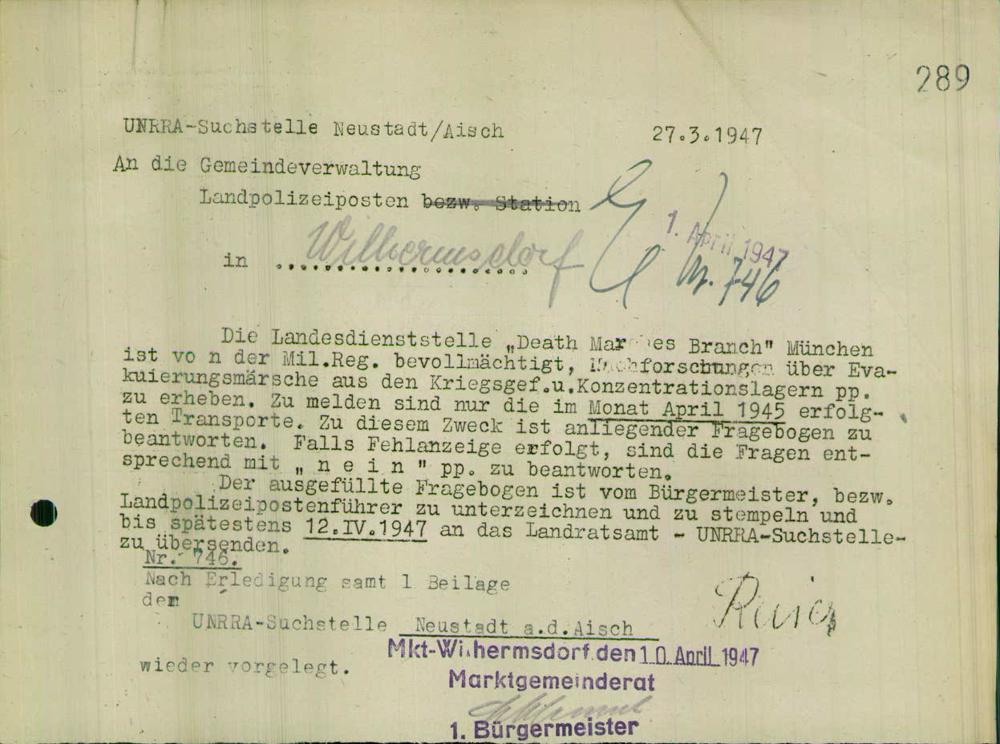 289
UNRRA-Suchstelle Neustadt/Aisch 27.3.1947
An die Gemeindeverwaltung
Landpolizeiposten bezw. Station
in Wilhermsdorf
1. April 1947
Nr. 746
Die Landesdienststelle „Death Marches Branch" München
ist vo n der Mil.Reg. bevollmächtigt, Nachforschungen über Eva-
kuierungsmärsche aus den Kriegsgef.u.Konzentrationslagern pp.
zu erheben. Zu melden sind nur die im Monat April 1945 erfolg-
ten Transporte. Zu diesem Zweck ist anliegender Fragebogen zu
beantworten. Falls Fehlanzeige erfolgt, sind die Fragen ent-
sprechend mit „ n e i n " pp. zu beantworten.
Der ausgefüllte Fragebogen ist vom Bürgermeister, bezw.
Landpolizeipostenführer zu unterzeichnen und zu stempeln und
bis spätestens 12.IV.1947 an das Landratsamt - UNRRA-Suchstelle-
zu übersenden.
Nr. 746.
Nach Erledigung samt 1 Beilage
der
UNRRA-Suchstelle Neustadt a.d.Aisch
wieder vorgelegt.
Mkt-Wilhermsdorf.den 10. April 1947
Marktgemeinderat
1. Bürgermeister